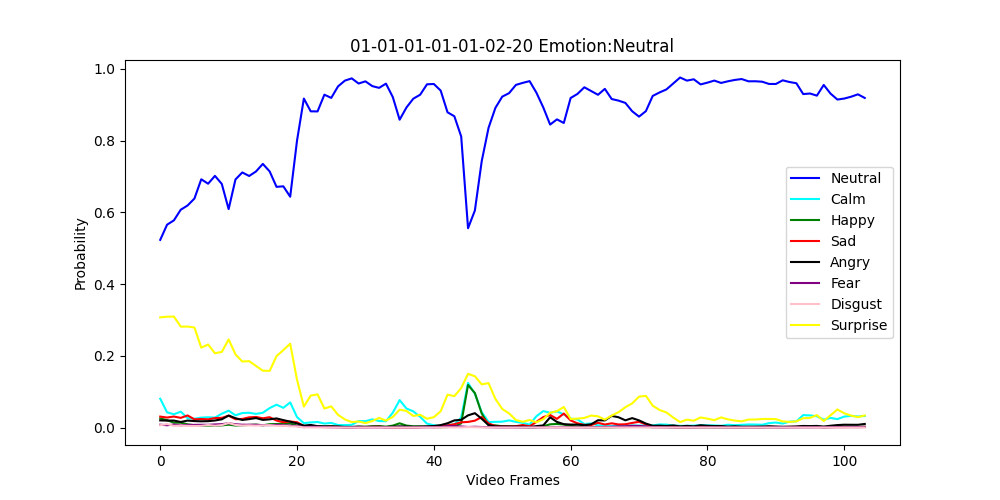 01-01-01-01-01-02-20 Emotion:Neutral
Probability
1.0
0.8
0.6
0.4
0.2
0.0
0
20
40
60
80
100
Video Frames
Neutral
Calm
Happy
Sad
Angry
Fear
Disgust
Surprise